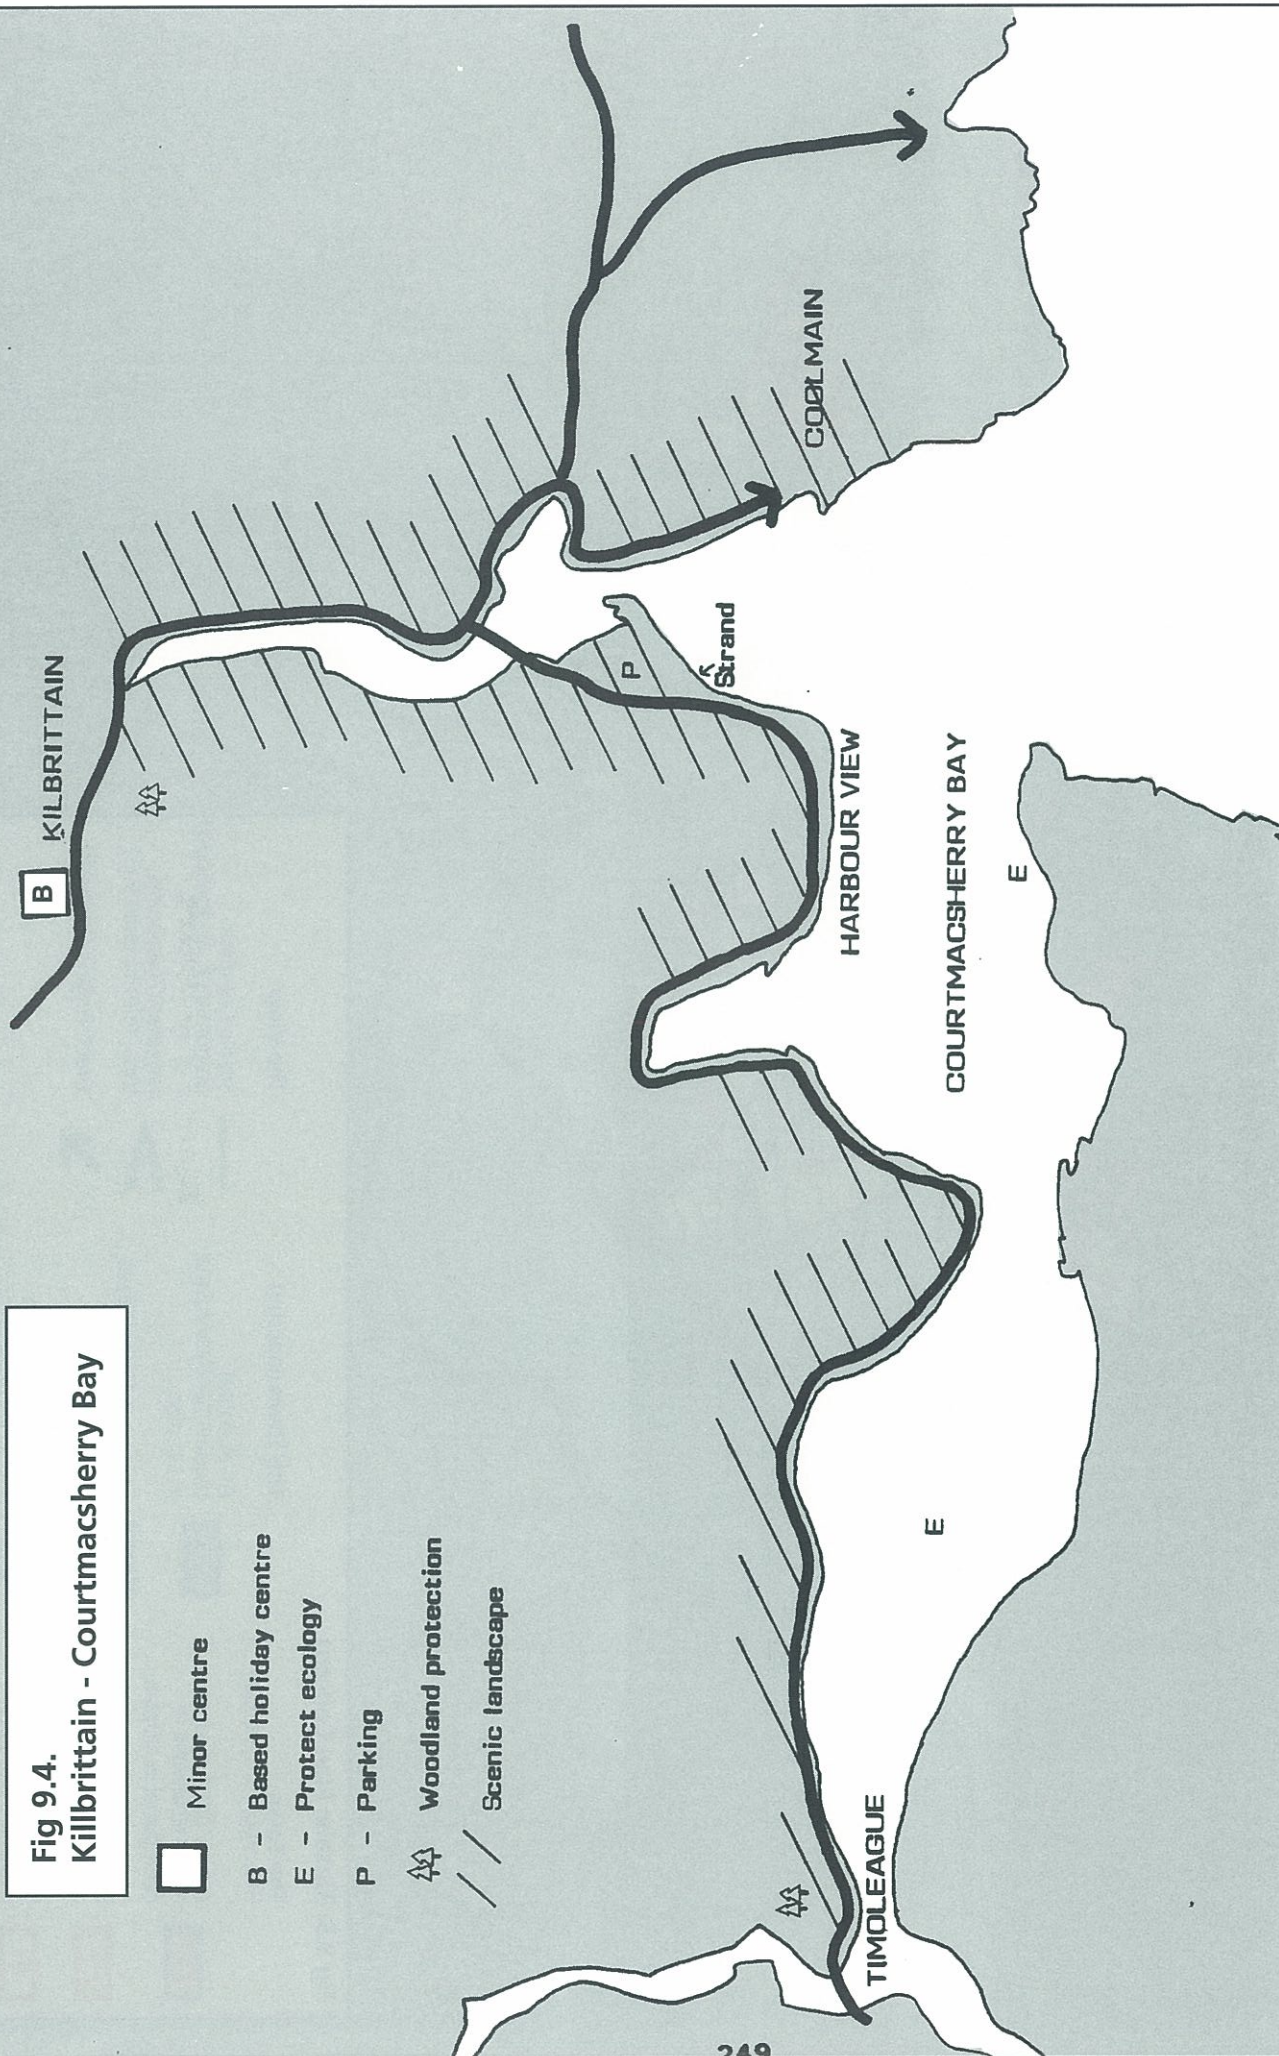 Fig 9.4.
Killbrittain - Courtmacsherry Bay
Minor centre
B - Based holiday centre
E - Protect ecology
P - Parking
Woodland protection
Scenic landscape
B
KILBRITTAIN
P
Strand
COOLMAIN
HARBOUR VIEW
COURTMACSHERRY BAY
E
E
TIMOLEAGUE
249